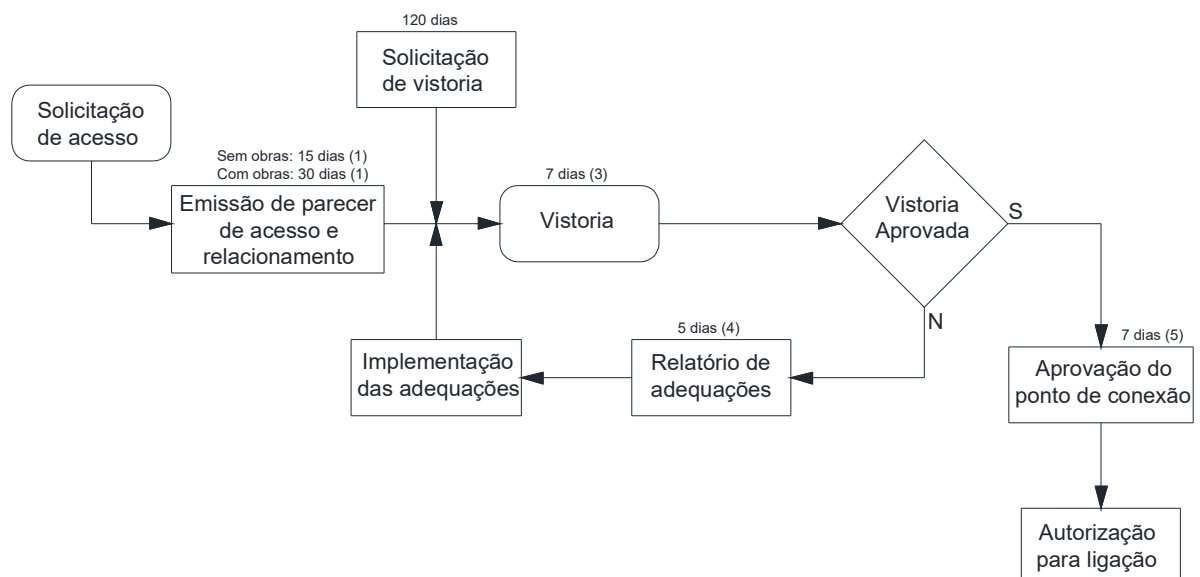 Solicitação
de acesso
Sem obras: 15 dias (1)
Com obras: 30 dias (1)
Emissão de parecer
de acesso e
relacionamento
120 dias
Solicitação
de vistoria
7 dias (3)
Vistoria
Vistoria
Aprovada
S
N
5 dias (4)
Relatório de
adequações
Implementação
das adequações
7 dias (5)
Aprovação do
ponto de conexão
Autorização
para ligação